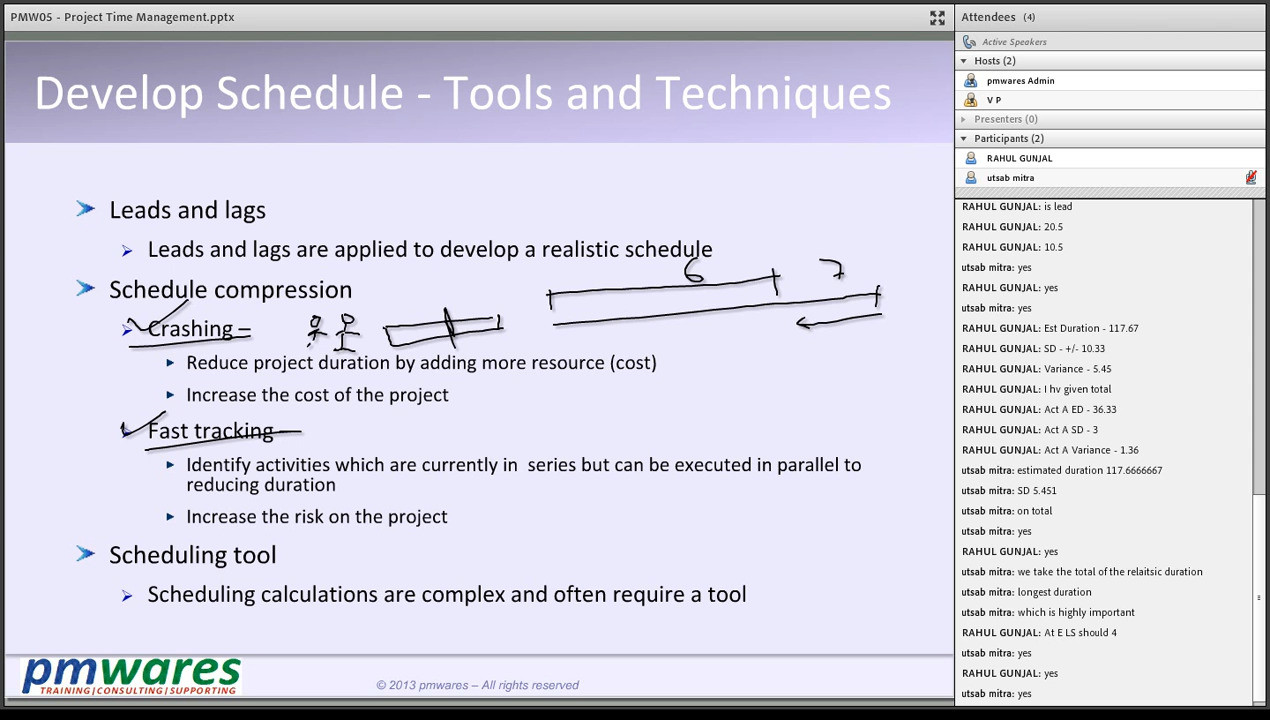 PMW05 - Project Time Management.pptx
Develop Schedule - Tools and Techniques
Leads and lags
Leads and lags are applied to develop a realistic schedule
Schedule compression
6 7
Crashing –
Reduce project duration by adding more resource (cost)
Increase the cost of the project
Fast tracking
Identify activities which are currently in series but can be executed in parallel to
reducing duration
Increase the risk on the project
Scheduling tool
Scheduling calculations are complex and often require a tool
pmwares
TRAINING|CONSULTING|SUPPORTING
© 2013 pmwares – All rights reserved
Attendees (4)
Active Speakers
Hosts (2)
pmwares Admin
V P
Presenters (0)
Participants (2)
RAHUL GUNJAL
utsab mitra
RAHUL GUNJAL: is lead
RAHUL GUNJAL: 20.5
RAHUL GUNJAL: 10.5
utsab mitra: yes
RAHUL GUNJAL: yes
utsab mitra: yes
RAHUL GUNJAL: Est Duration - 117.67
RAHUL GUNJAL: SD - +/- 10.33
RAHUL GUNJAL: Variance - 5.45
RAHUL GUNJAL: I hv given total
RAHUL GUNJAL: Act A ED - 36.33
RAHUL GUNJAL: Act A SD - 3
RAHUL GUNJAL: Act A Variance - 1.36
utsab mitra: estimated duration 117.6666667
utsab mitra: SD 5.451
utsab mitra: on total
utsab mitra: yes
RAHUL GUNJAL: yes
utsab mitra: we take the total of the relaitsic duration
utsab mitra: longest duration
utsab mitra: which is highly important
RAHUL GUNJAL: At E LS should 4
utsab mitra: yes
RAHUL GUNJAL: yes
utsab mitra: yes